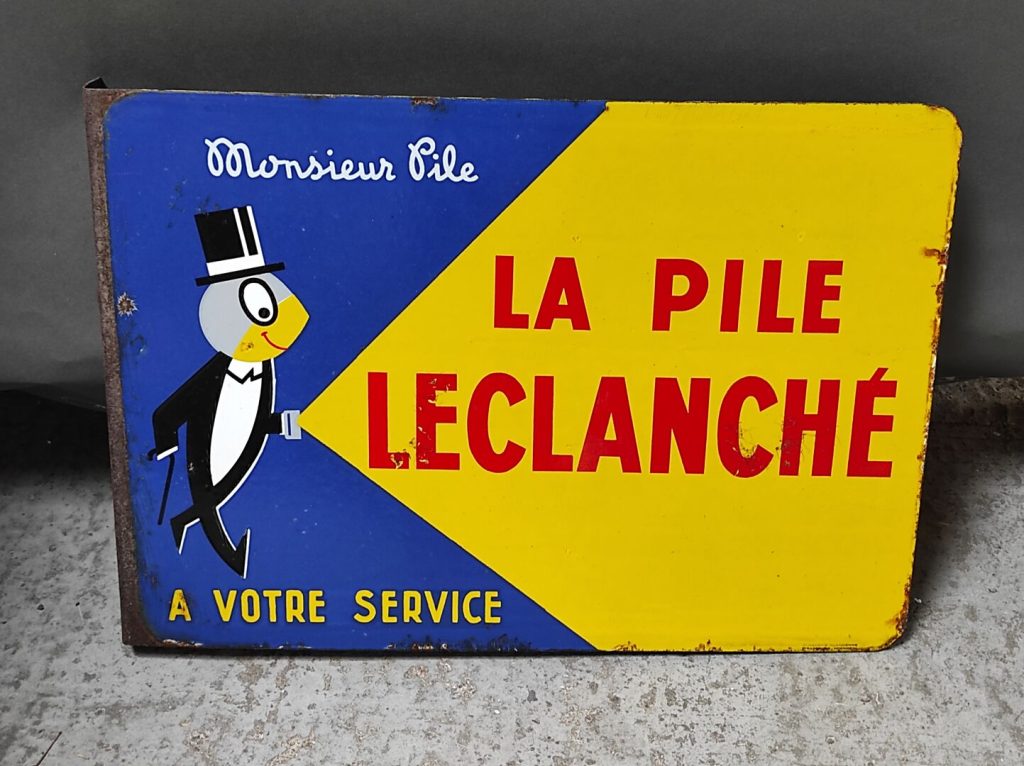 Monsieur Pile
LA PILE
LECLANCHÉ
A VOTRE SERVICE